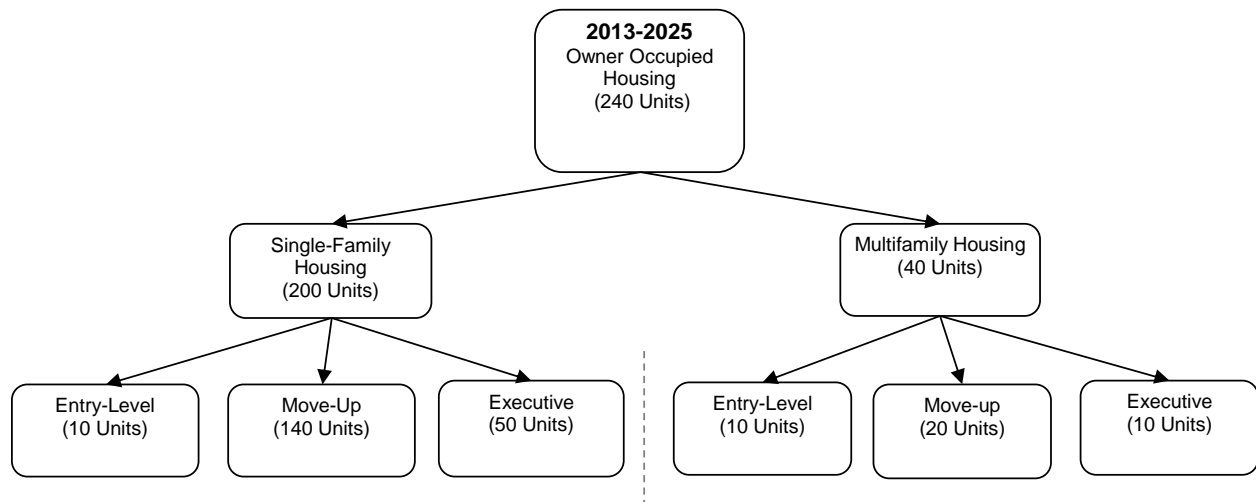 2013-2025
Owner Occupied
Housing
(240 Units)
Single-Family
Housing
(200 Units)
Multifamily Housing
(40 Units)
Entry-Level
(10 Units)
Move-Up
(140 Units)
Executive
(50 Units)
Entry-Level
(10 Units)
Move-up
(20 Units)
Executive
(10 Units)